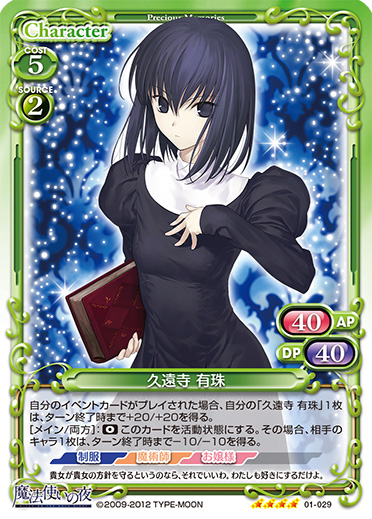 Precious Memories
Character
COST
5
SOURCE
2
40 AP
DP 40
久遠寺 有珠
自分のイベントカードがプレイされた場合、自分の「久遠寺 有珠」1枚
は、ターン終了時まで+20/+20を得る。
[メイン/両方]:このカードを活動状態にする。その場合、相手の
キャラ1枚は、ターン終了時まで-10/-10を得る。
制服 魔術師 お嬢様
貴女が貴女の方針を守るというのなら、それでいいわ、わたしも好きにするだけよ。
魔法使いの夜
©2009-2012 TYPE-MOON
01-029